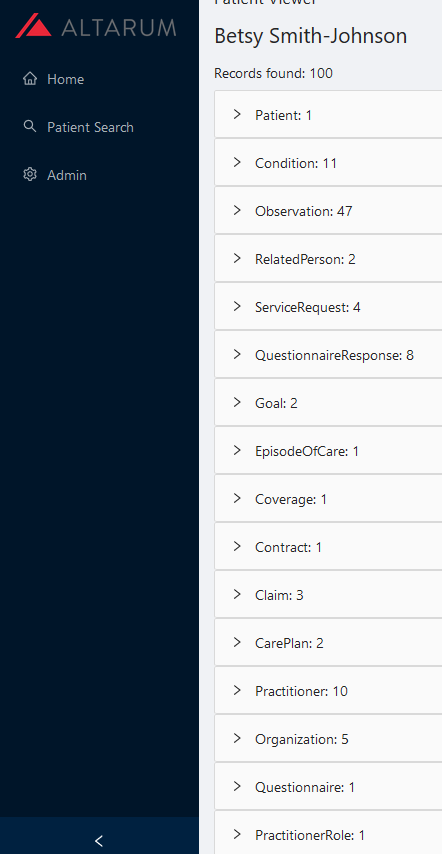 ALTARUM
Home
Patient Search
Admin
Patient Viewer
Betsy Smith-Johnson
Records found: 100
Patient: 1
Condition: 11
Observation: 47
RelatedPerson: 2
ServiceRequest: 4
QuestionnaireResponse: 8
Goal: 2
EpisodeOfCare: 1
Coverage: 1
Contract: 1
Claim: 3
CarePlan: 2
Practitioner: 10
Organization: 5
Questionnaire: 1
PractitionerRole: 1